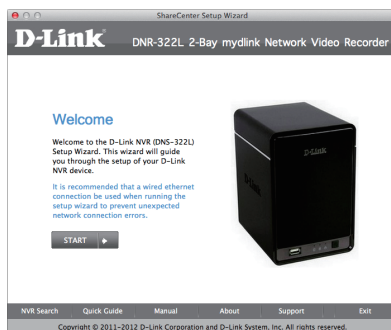 ShareCenter Setup Wizard
D-Link DNR-322L 2-Bay mydlink Network Video Recorder
Welcome
Welcome to the D-Link NVR (DNS-322L)
Setup Wizard. This wizard will guide
you through the setup of your D-Link
NVR device.
It is recommended that a wired ethernet
connection be used when running the
setup wizard to prevent unexpected
network connection errors.
START
D-Link
D-Link
NVR Search Quick Guide Manual About Support Exit
Copyright © 2011-2012 D-Link Corporation and D-Link System, Inc. All rights reserved.